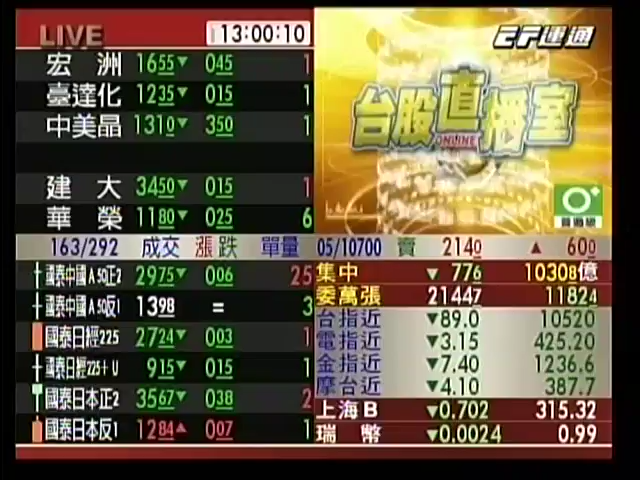 LIVE 13:00:10
宏洲 1655▼ 045 1
臺達化 1235▼ 015 1
中美晶 1310▼ 350 1
建大 3450▼ 015 1
華榮 1180▼ 025 6
EF運通
台股直播室
ONLINE
普遍級
163/292 成交 漲跌 單量 05/10700 賣 2140 ▲ 600
國泰中國A50正2 2975▼ 006 25
國泰中國A50反1 1398 = 3
國泰日經225 2724▼ 003 1
國泰日經225+U 915▼ 015 1
國泰日本正2 3567▼ 038 2
國泰日本反1 1284▲ 007 1
集中 ▼776 10308億
委萬張 21447 11824
台指近 ▼89.0 10520
電指近 ▼3.15 425.20
金指近 ▼7.40 1236.6
摩台近 ▼4.10 387.7
上海B ▼0.702 315.32
瑞幣 ▼0.0024 0.99